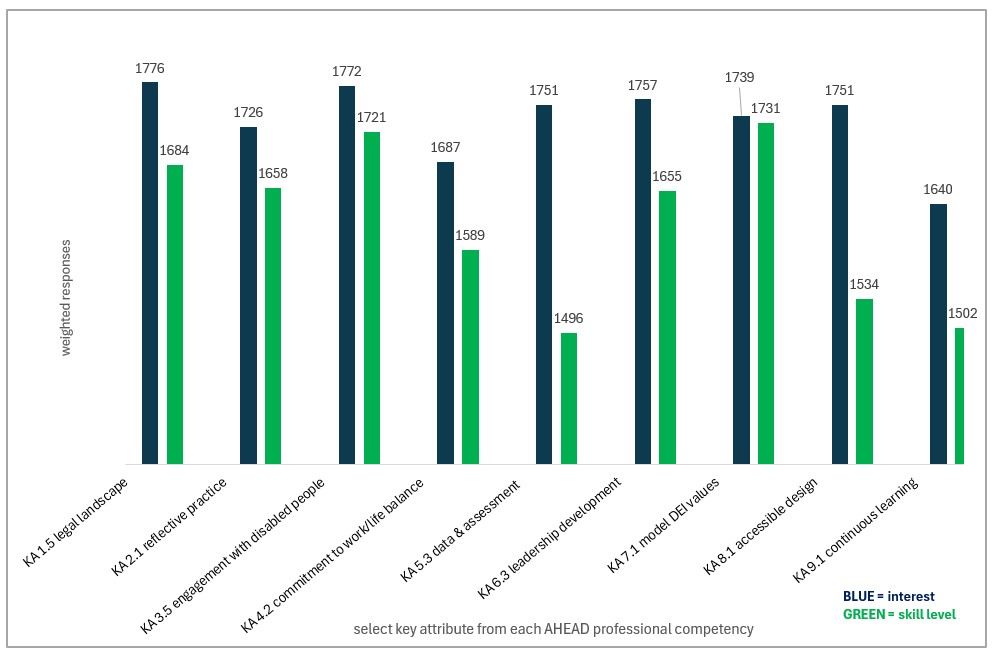 1776
1726
1772
1687
1751
1757
1739
1751
1640
1684
1658
1721
1589
1496
1655
1731
1534
1502
weighted responses
KA 1.5 legal landscape
KA 2.1 reflective practice
KA 3.5 engagement with disabled people
KA 4.2 commitment to work/life balance
KA 5.3 data & assessment
KA 6.3 leadership development
KA 7.1 model DEI values
KA 8.1 accessible design
KA 9.1 continuous learning
BLUE = interest
GREEN = skill level
select key attribute from each AHEAD professional competency